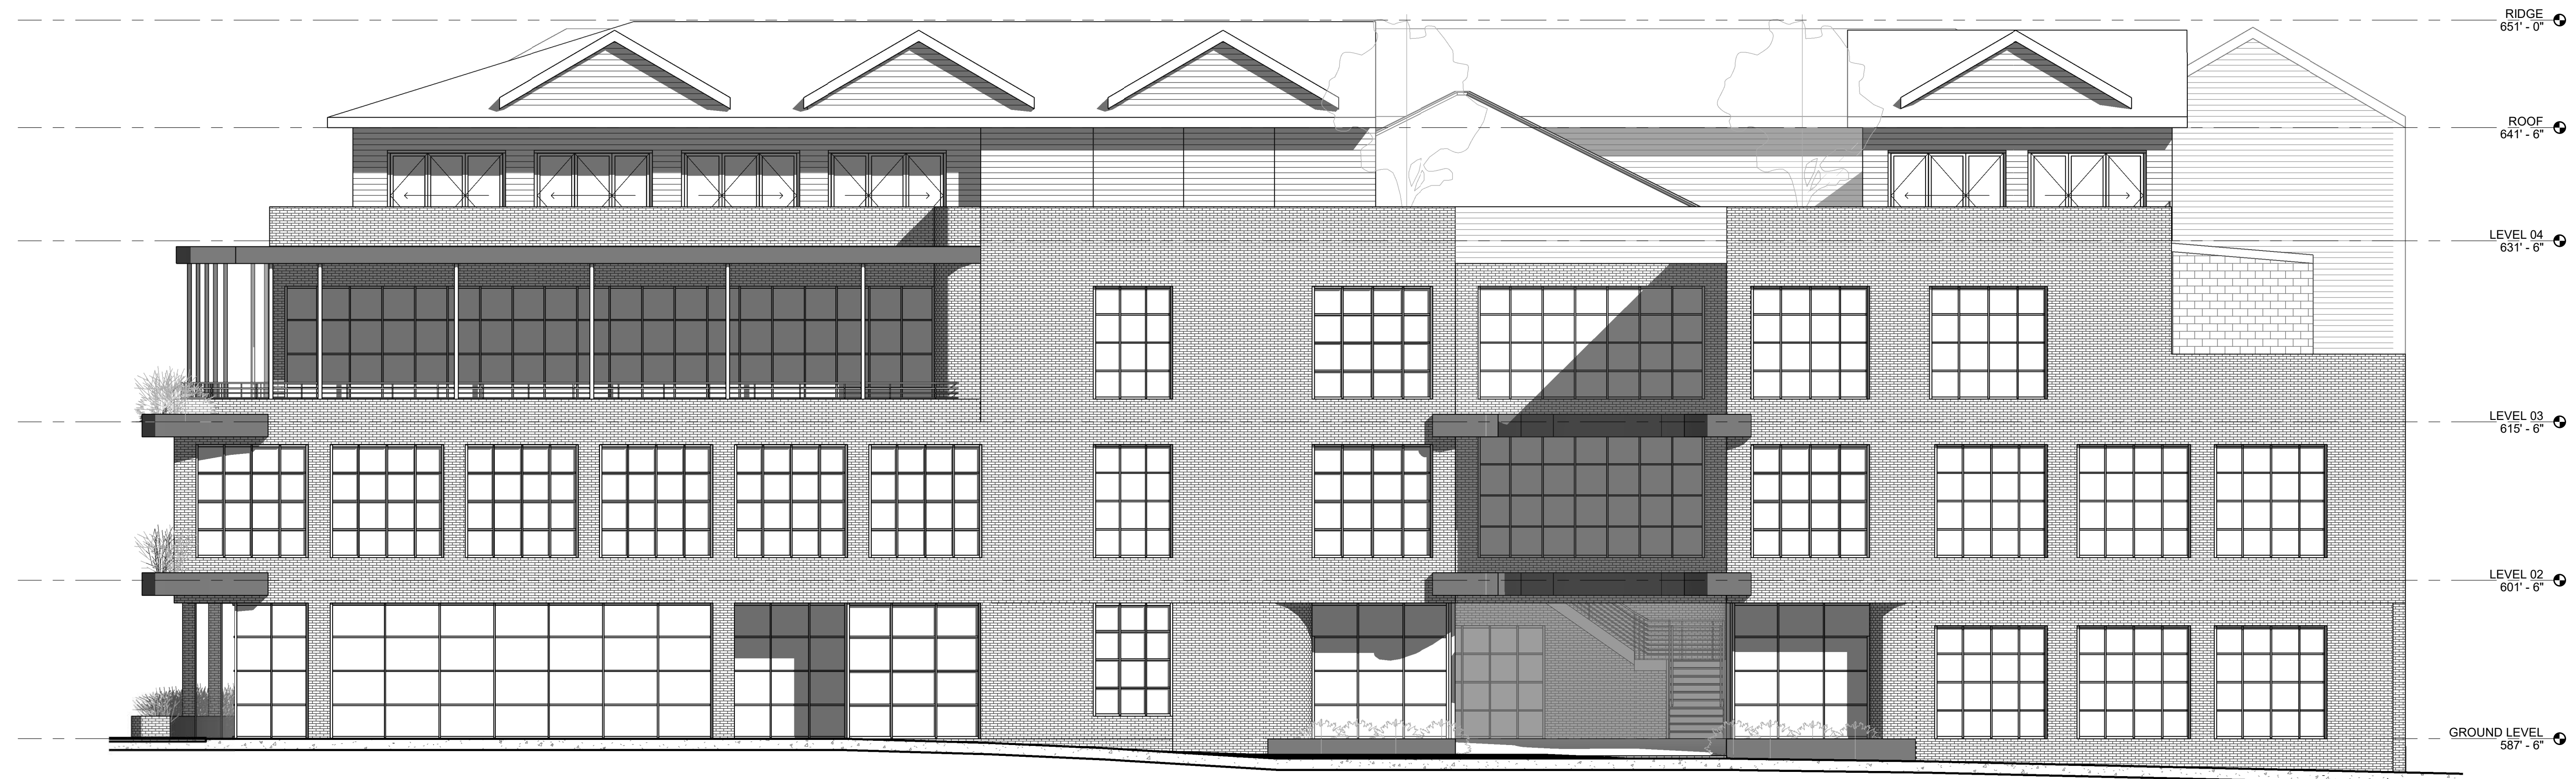 RIDGE
651' - 0"
ROOF
641' - 6"
LEVEL 04
631' - 6"
LEVEL 03
615' - 6"
LEVEL 02
601' - 6"
GROUND LEVEL
587' - 6"